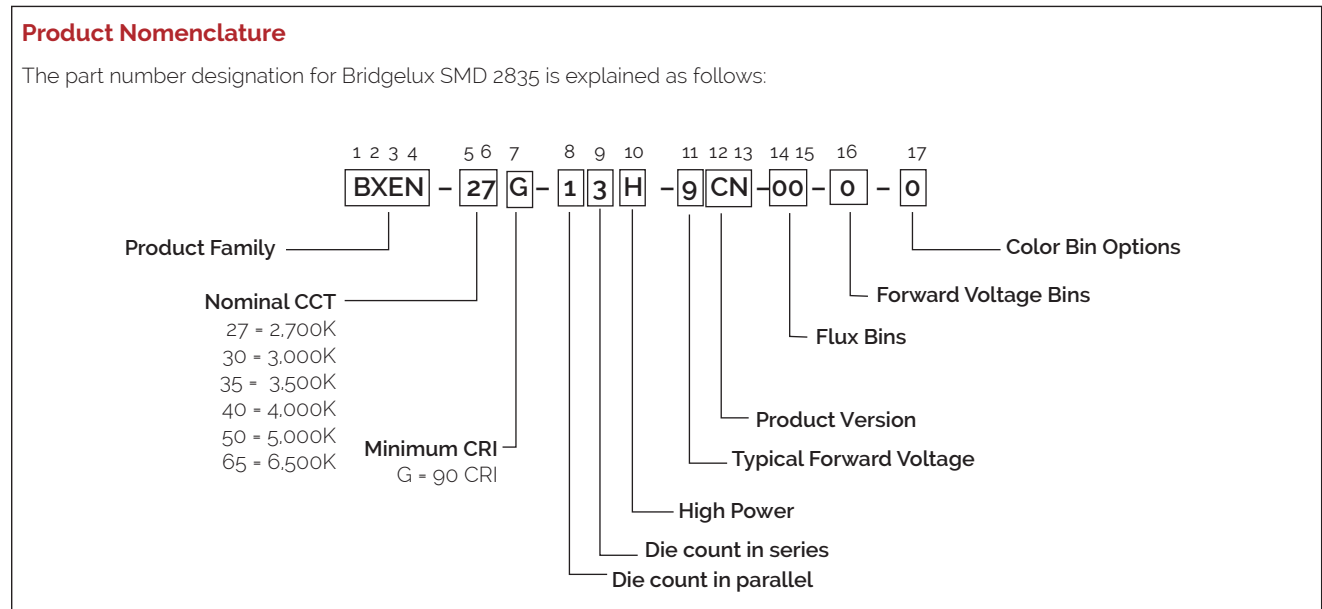 Product Nomenclature
The part number designation for Bridgelux SMD 2835 is explained as follows:
1 2 3 4 5 6 7 8 9 10 11 12 13 14 15 16 17
BXEN – 27 G – 1 3 H – 9 CN – 00 – 0 – 0
Product Family
Color Bin Options
Nominal CCT
27 = 2,700K
30 = 3,000K
35 = 3,500K
40 = 4,000K
50 = 5,000K
65 = 6,500K
Forward Voltage Bins
Flux Bins
Minimum CRI
G = 90 CRI
Product Version
Typical Forward Voltage
High Power
Die count in series
Die count in parallel